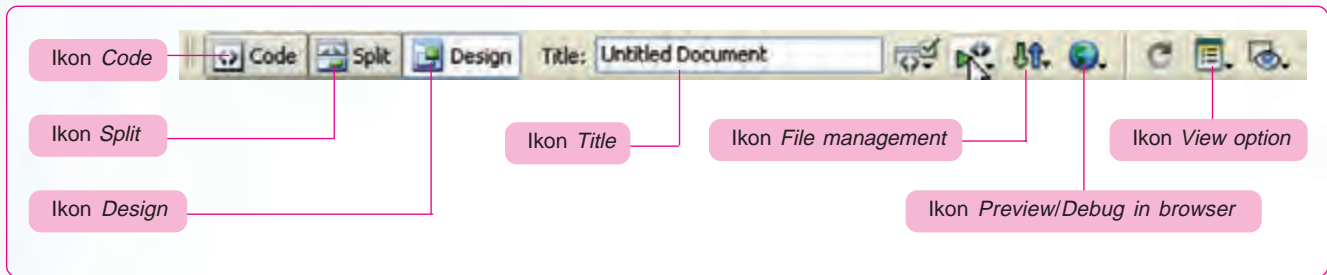 Ikon Code
Code Split Design Title: Untitled Document
Ikon Split
Ikon Title
Ikon File management
Ikon View option
Ikon Design
Ikon Preview/Debug in browser